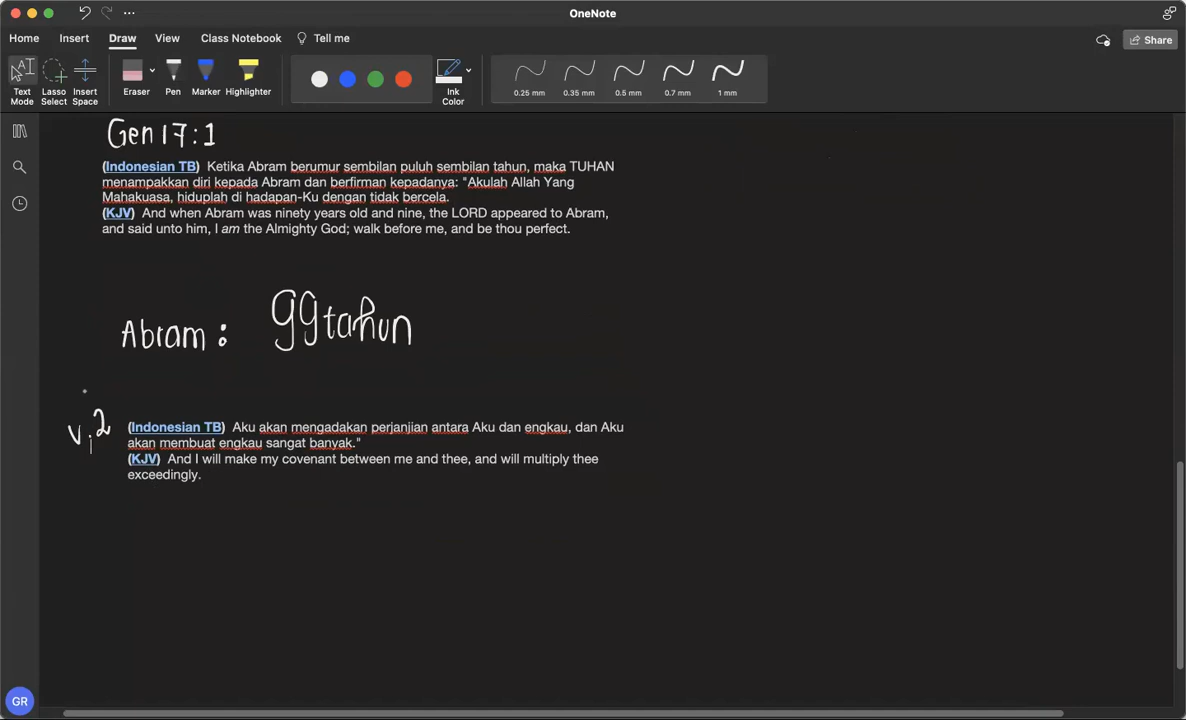 OneNote
Home Insert Draw View Class Notebook Tell me
Share
Text Mode
Lasso Select
Insert Space
Eraser
Pen
Marker
Highlighter
Ink Color
0.25 mm
0.35 mm
0.5 mm
0.7 mm
1 mm
Gen 17:1
(Indonesian TB) Ketika Abram berumur sembilan puluh sembilan tahun, maka TUHAN
menampakkan diri kepada Abram dan berfirman kepadanya: "Akulah Allah Yang
Mahakuasa, hiduplah di hadapan-Ku dengan tidak bercela.
(KJV) And when Abram was ninety years old and nine, the LORD appeared to Abram,
and said unto him, I am the Almighty God; walk before me, and be thou perfect.
Abram: 99 tahun
v. 2
(Indonesian TB) Aku akan mengadakan perjanjian antara Aku dan engkau, dan Aku
akan membuat engkau sangat banyak."
(KJV) And I will make my covenant between me and thee, and will multiply thee
exceedingly.
GR